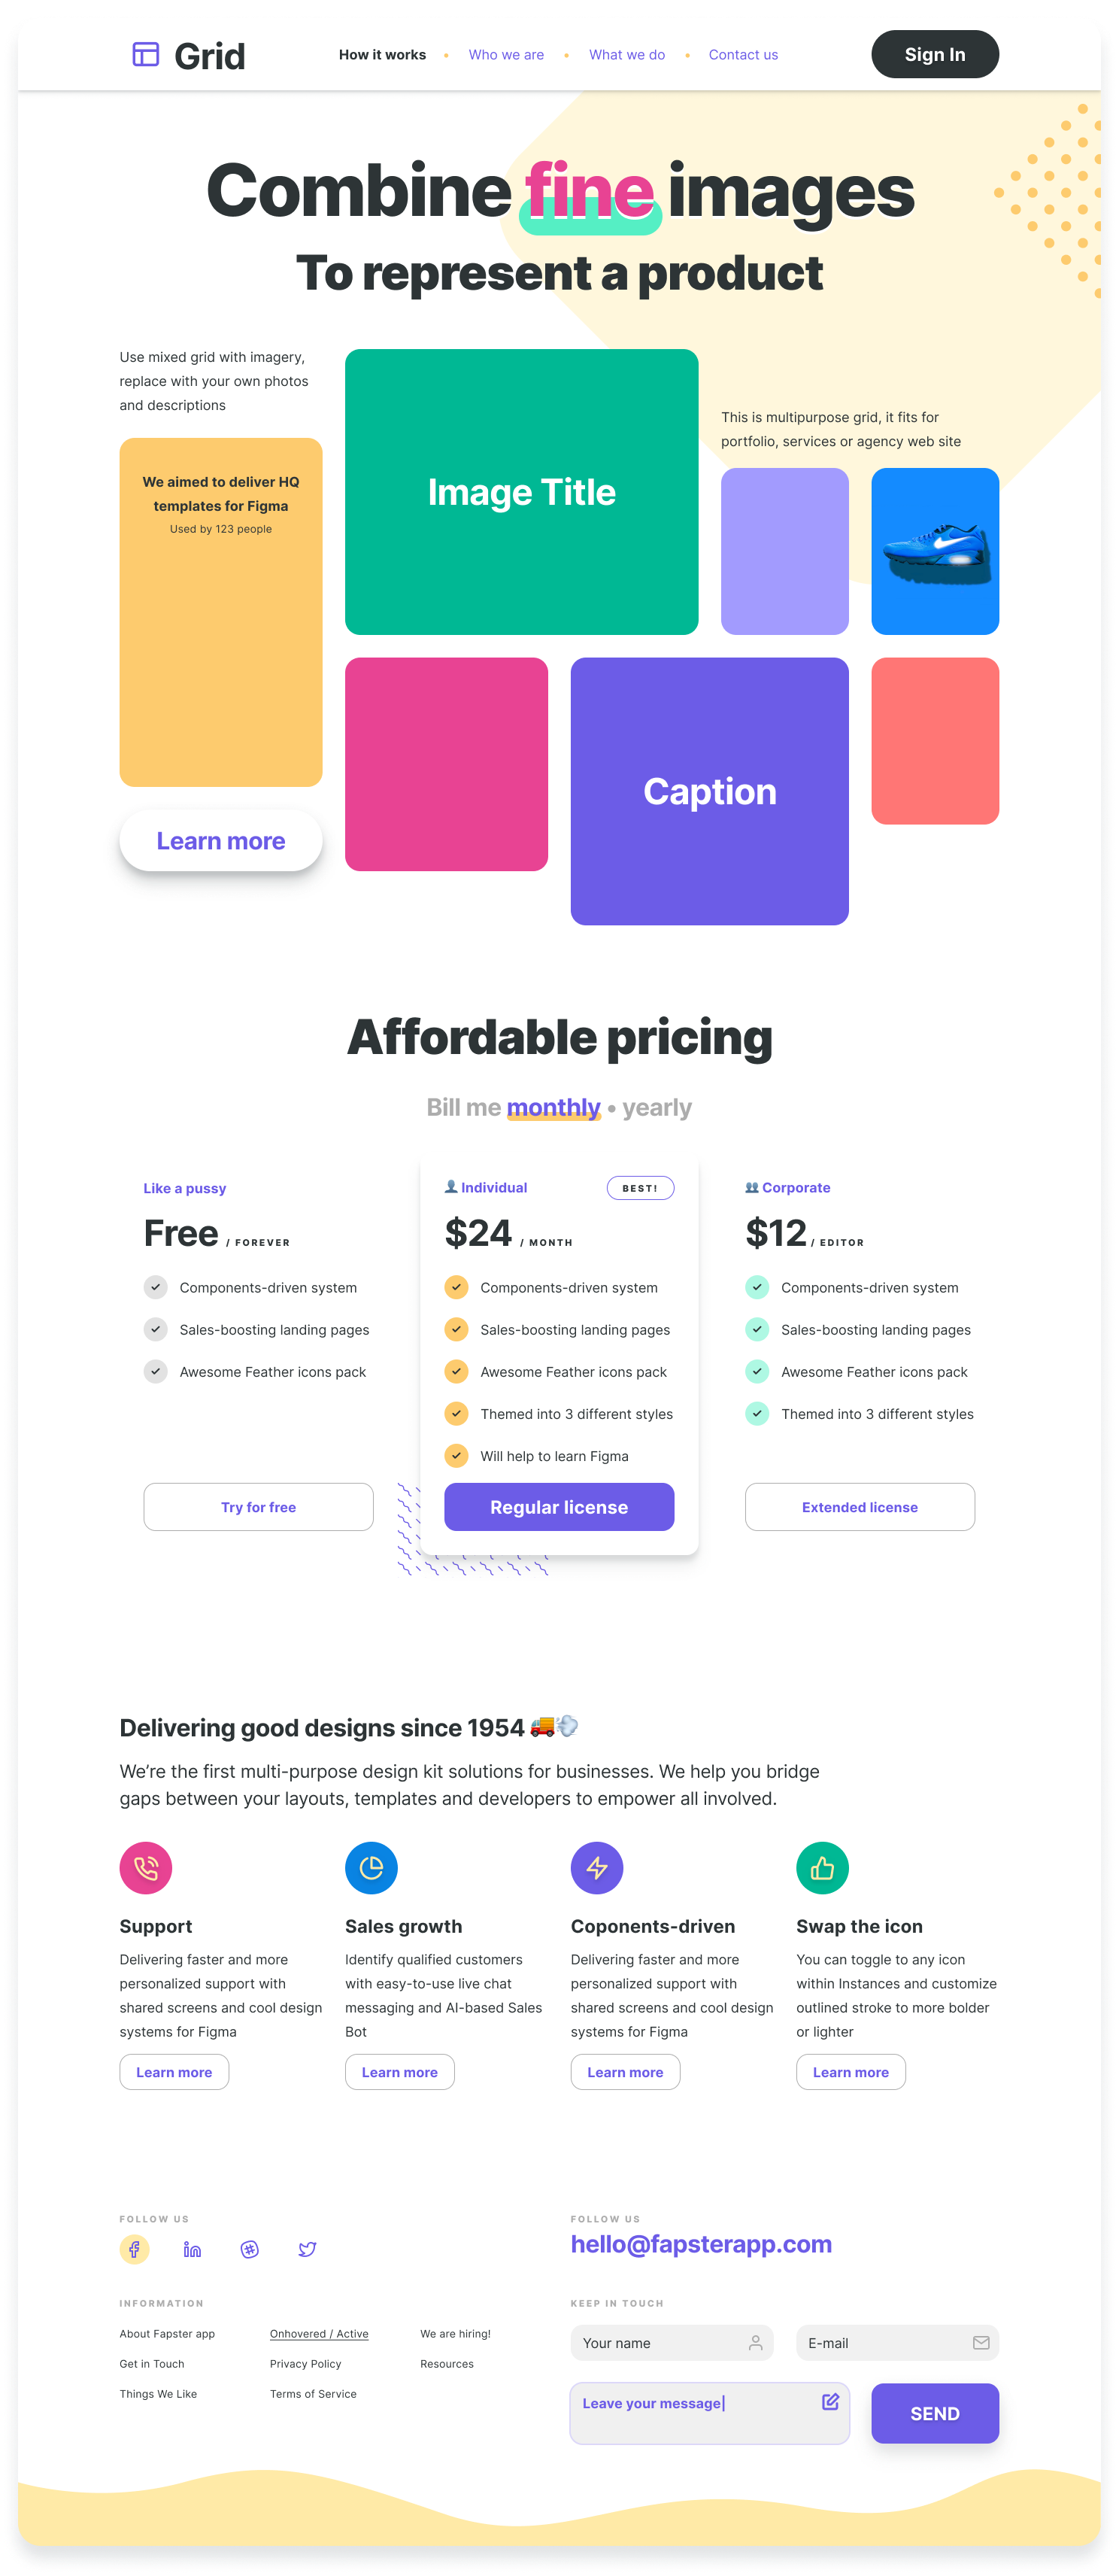 Grid
How it works • Who we are • What we do • Contact us
Sign In
Combine fine images
To represent a product
Use mixed grid with imagery,
replace with your own photos
and descriptions
We aimed to deliver HQ
templates for Figma
Used by 123 people
Learn more
Image Title
This is multipurpose grid, it fits for
portfolio, services or agency web site
Caption
Affordable pricing
Bill me monthly • yearly
Like a pussy
Free / FOREVER
Components-driven system
Sales-boosting landing pages
Awesome Feather icons pack
Try for free
Individual
BEST!
$24 / MONTH
Components-driven system
Sales-boosting landing pages
Awesome Feather icons pack
Themed into 3 different styles
Will help to learn Figma
Regular license
Corporate
$12 / EDITOR
Components-driven system
Sales-boosting landing pages
Awesome Feather icons pack
Themed into 3 different styles
Extended license
Delivering good designs since 1954 🚚💨
We’re the first multi-purpose design kit solutions for businesses. We help you bridge
gaps between your layouts, templates and developers to empower all involved.
Support
Delivering faster and more
personalized support with
shared screens and cool design
systems for Figma
Learn more
Sales growth
Identify qualified customers
with easy-to-use live chat
messaging and AI-based Sales
Bot
Learn more
Coponents-driven
Delivering faster and more
personalized support with
shared screens and cool design
systems for Figma
Learn more
Swap the icon
You can toggle to any icon
within Instances and customize
outlined stroke to more bolder
or lighter
Learn more
FOLLOW US
INFORMATION
About Fapster app
Get in Touch
Things We Like
Onhovered / Active
Privacy Policy
Terms of Service
We are hiring!
Resources
FOLLOW US
hello@fapsterapp.com
KEEP IN TOUCH
Your name
E-mail
Leave your message
SEND